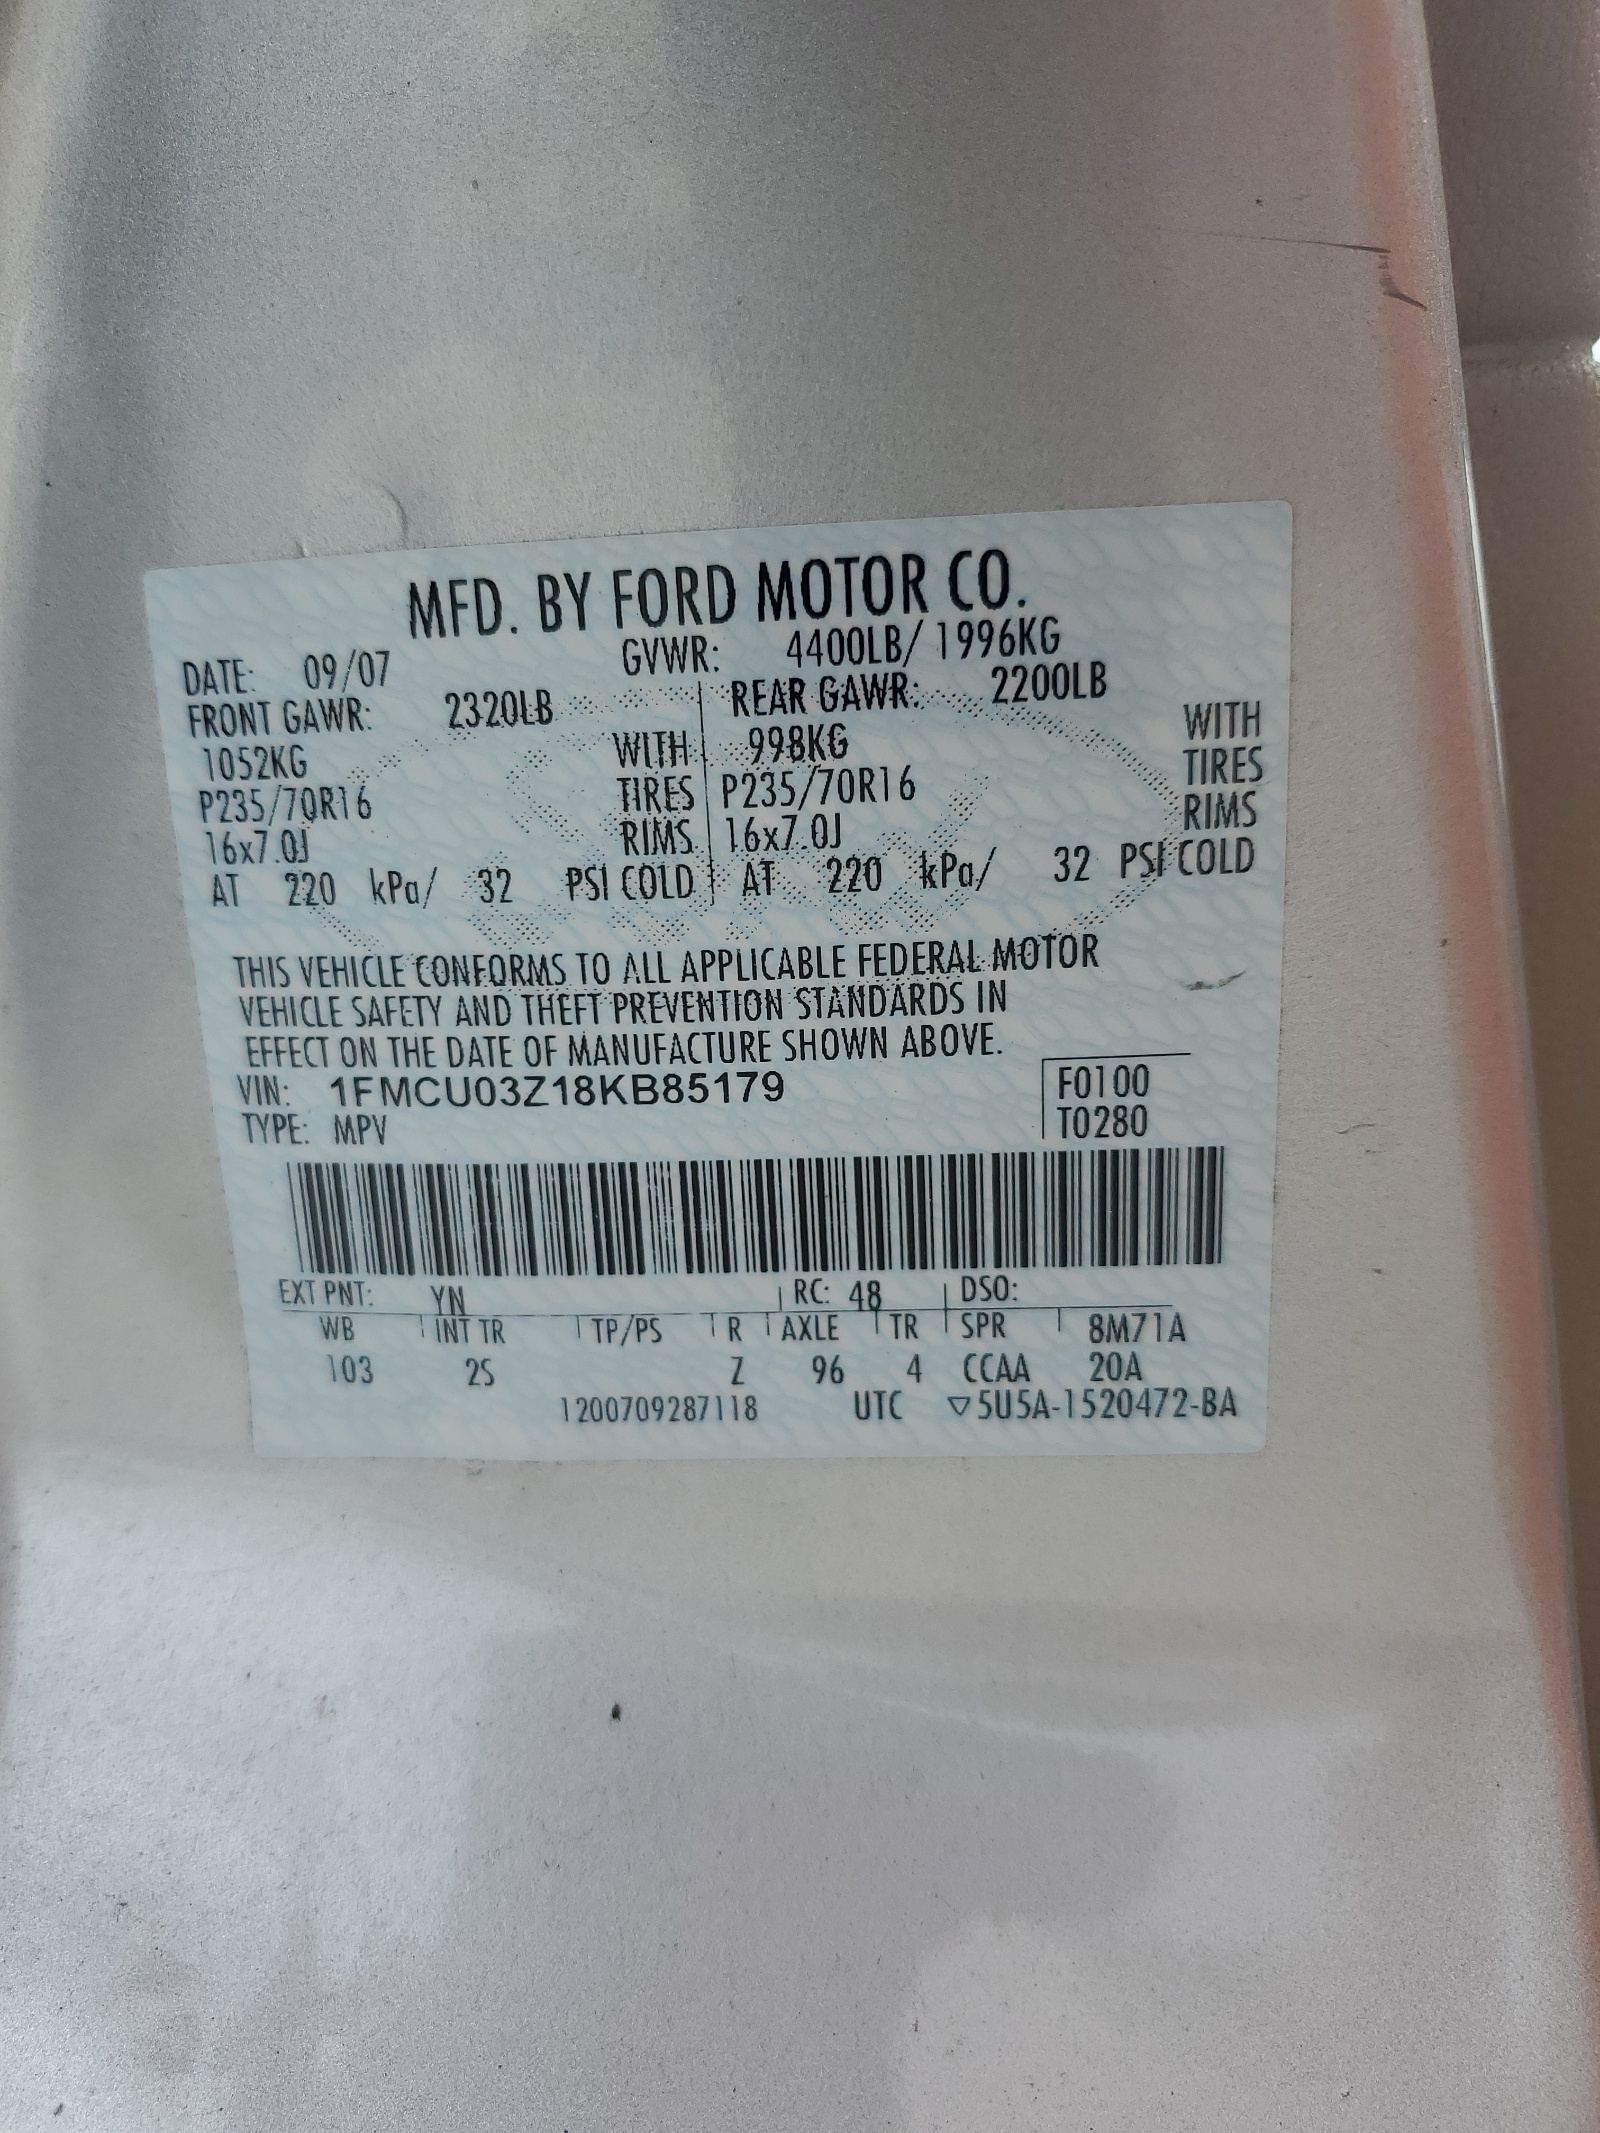 MFD. BY FORD MOTOR CO.
DATE: 09/07 GVWR: 4400LB/ 1996KG
FRONT GAWR: 2320LB REAR GAWR: 2200LB
1052KG WITH 998KG WITH
P235/70R16 TIRES P235/70R16 TIRES
16x7.0J RIMS 16x7.0J RIMS
AT 220 kPa/ 32 PSI COLD AT 220 kPa/ 32 PSI COLD
THIS VEHICLE CONFORMS TO ALL APPLICABLE FEDERAL MOTOR
VEHICLE SAFETY AND THEFT PREVENTION STANDARDS IN
EFFECT ON THE DATE OF MANUFACTURE SHOWN ABOVE.
VIN: 1FMCU03Z18KB85179 F0100
TYPE: MPV T0280
EXT PNT: YN RC: 48 DSO:
WB INT TR TP/PS R AXLE TR SPR 8M71A
103 2S Z 96 4 CCAA 20A
1200709287118 UTC ▽5U5A-1520472-BA